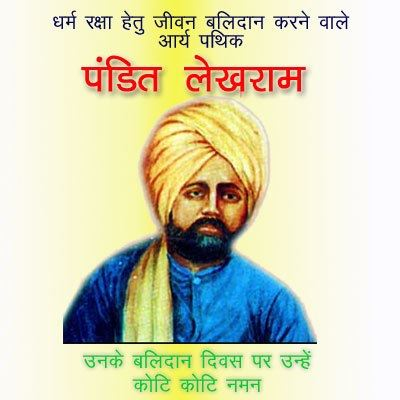 धर्म रक्षा हेतु जीवन बलिदान करने वाले
आर्य पथिक
पंडित लेखराम
उनके बलिदान दिवस पर उन्हें
कोटि कोटि नमन